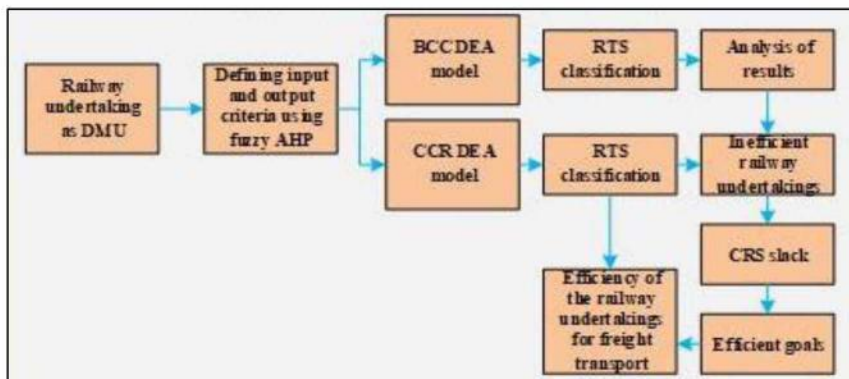 Railway
undertaking
as DMU
Defining input
and output
criteria using
fuzzy AHP
BCC DEA
model
RTS
classification
Analysis of
results
CCR DEA
model
RTS
classification
Inefficient
railway
undertakings
CRS slack
Efficient goals
Efficiency of
the railway
undertakings
for freight
transport